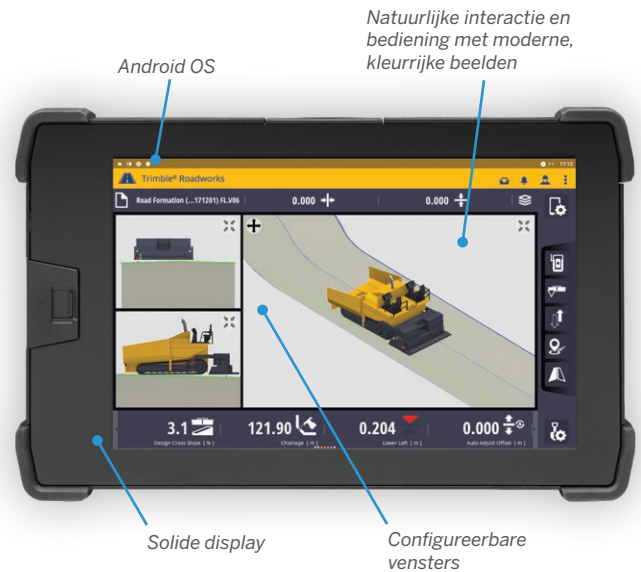 Natuurlijke interactie en
bediening met moderne,
kleurrijke beelden
Android OS
17:13
Trimble® Roadworks
Road Formation (...171201) FL.V06
0.000
0.000
3.1
Design Cross Slope [ % ]
121.90
Chainage [ m ]
0.204
Lower Left [ m ]
0.000
Auto Adjust Offset [ m ]
Solide display
Configureerbare
vensters